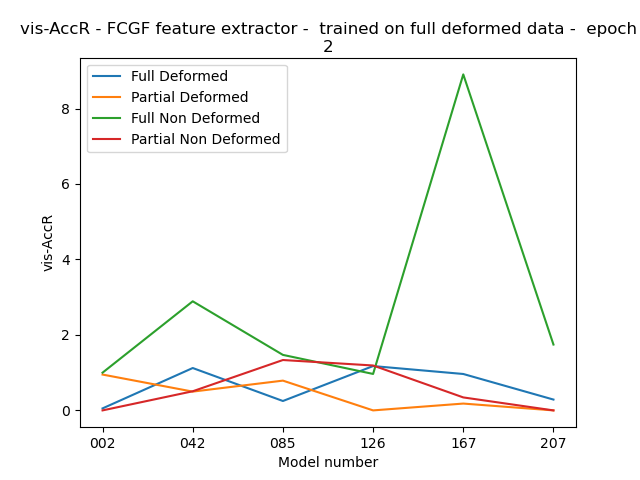 vis-AccR - FCGF feature extractor -  trained on full deformed data -  epoch
2
Full Deformed
Partial Deformed
Full Non Deformed
Partial Non Deformed
vis-AccR
8
6
4
2
0
002 042 085 126 167 207
Model number